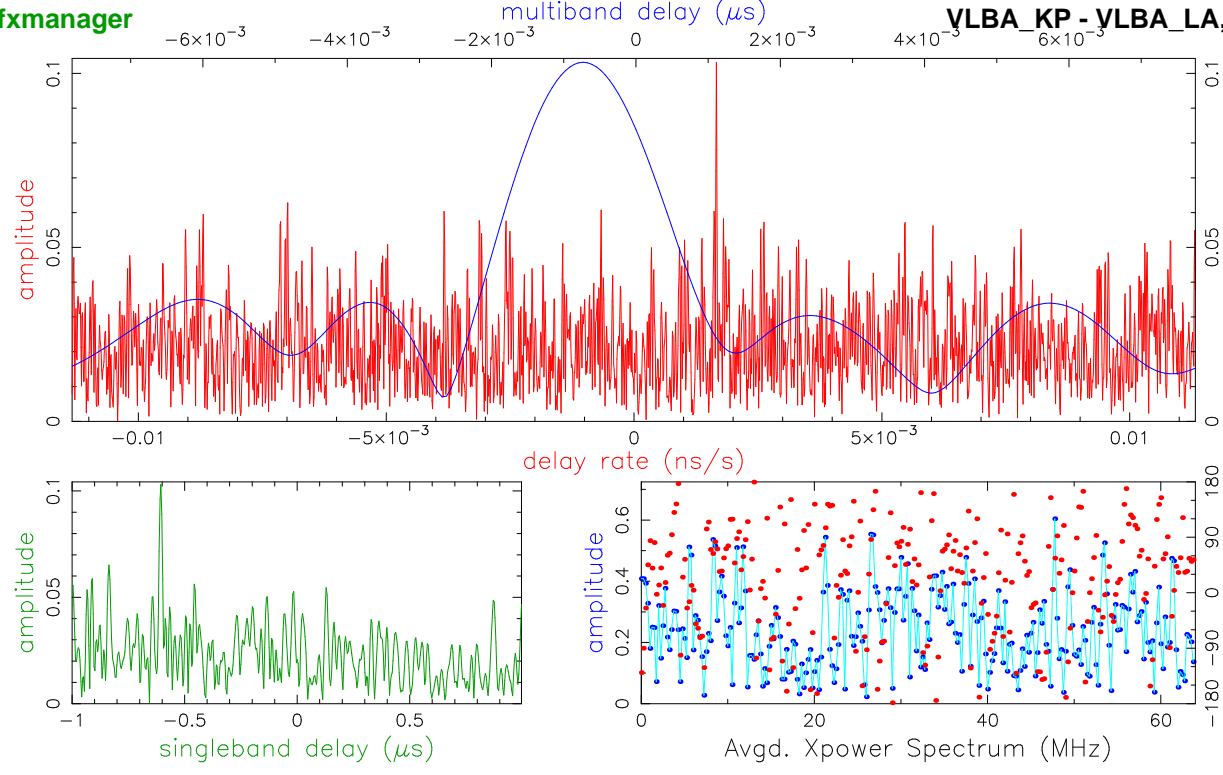 fxmanager
multiband delay (μs)
VLBA_KP - VLBA_LA,
−6×10⁻³ −4×10⁻³ −2×10⁻³ 0 2×10⁻³ 4×10⁻³ 6×10⁻³
0.1 0.1
amplitude
0.05 0.05
0 0
−0.01 −5×10⁻³ 0 5×10⁻³ 0.01
delay rate (ns/s)
0.1
amplitude
0.05
0
−1 −0.5 0 0.5
singleband delay (μs)
amplitude
0.6
0.4
0.2
0
180
90
0
−90
−180
0 20 40 60
Avgd. Xpower Spectrum (MHz)